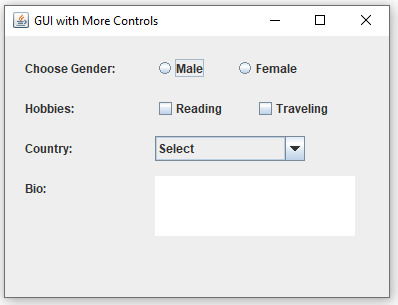 GUI with More Controls
Choose Gender: Male Female
Hobbies: Reading Traveling
Country: Select
Bio: